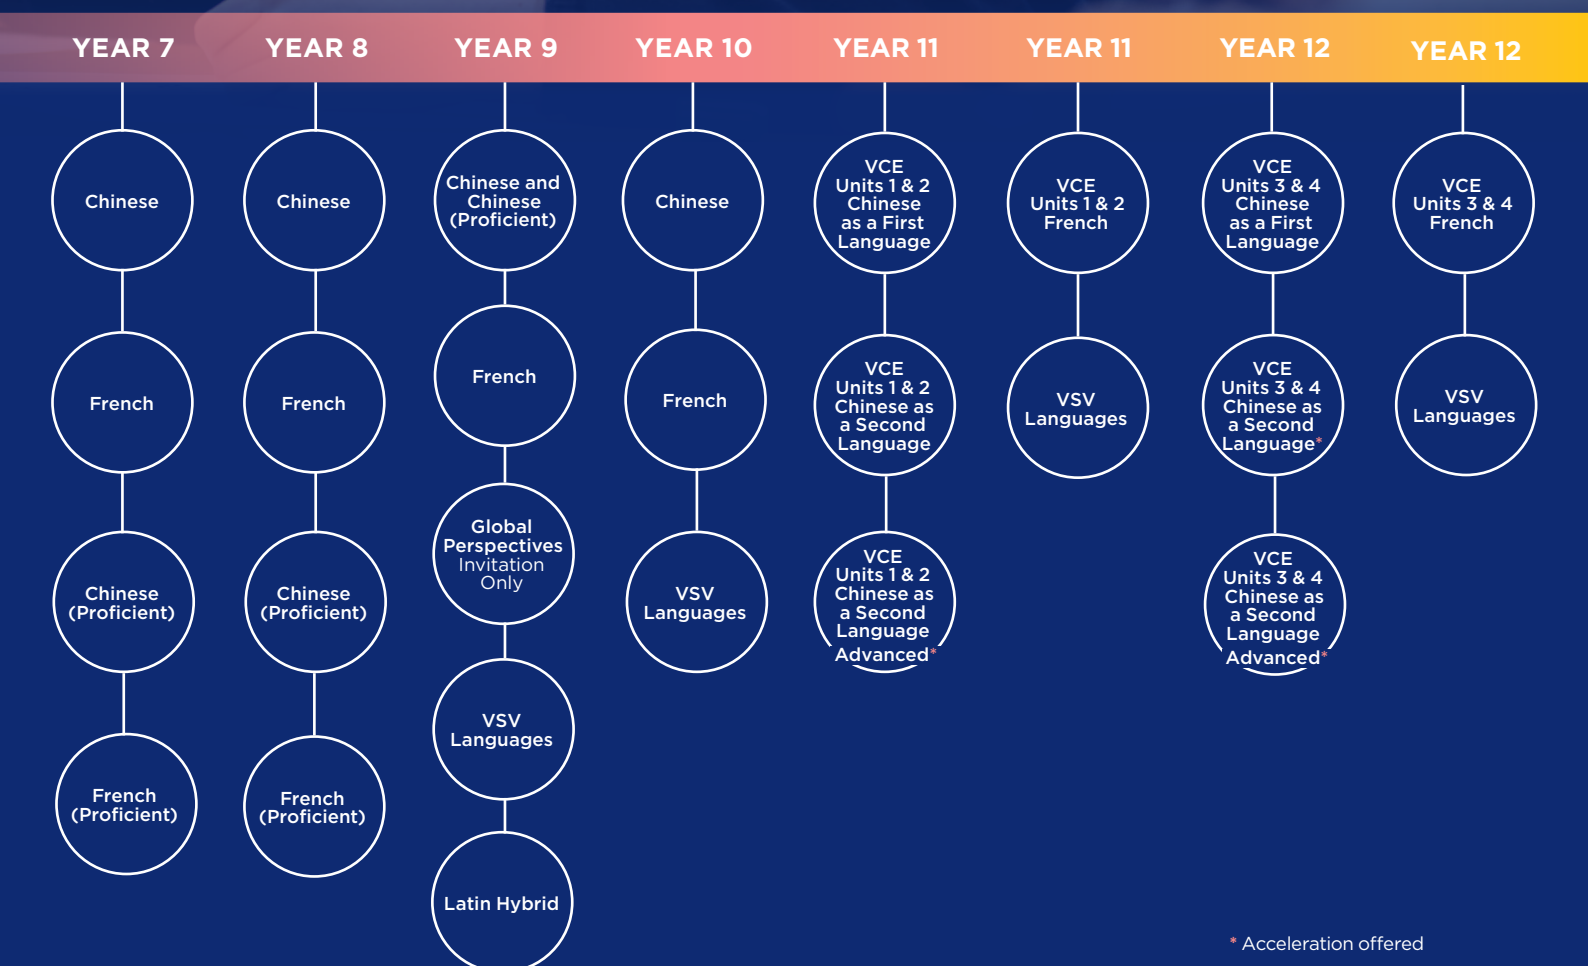 YEAR 7
YEAR 8
YEAR 9
YEAR 10
YEAR 11
YEAR 11
YEAR 12
YEAR 12
Chinese
French
Chinese
(Proficient)
French
(Proficient)
Chinese
French
Chinese
(Proficient)
French
(Proficient)
Chinese and
Chinese
(Proficient)
French
Global
Perspectives
Invitation
Only
VSV
Languages
Latin Hybrid
Chinese
French
VSV
Languages
VCE
Units 1 & 2
Chinese
as a First
Language
VCE
Units 1 & 2
Chinese as
a Second
Language
VCE
Units 1 & 2
Chinese as
a Second
Language
Advanced*
VCE
Units 1 & 2
French
VSV
Languages
VCE
Units 3 & 4
Chinese
as a First
Language
VCE
Units 3 & 4
Chinese as
a Second
Language*
VCE
Units 3 & 4
Chinese as
a Second
Language
Advanced*
VCE
Units 3 & 4
French
VSV
Languages
* Acceleration offered